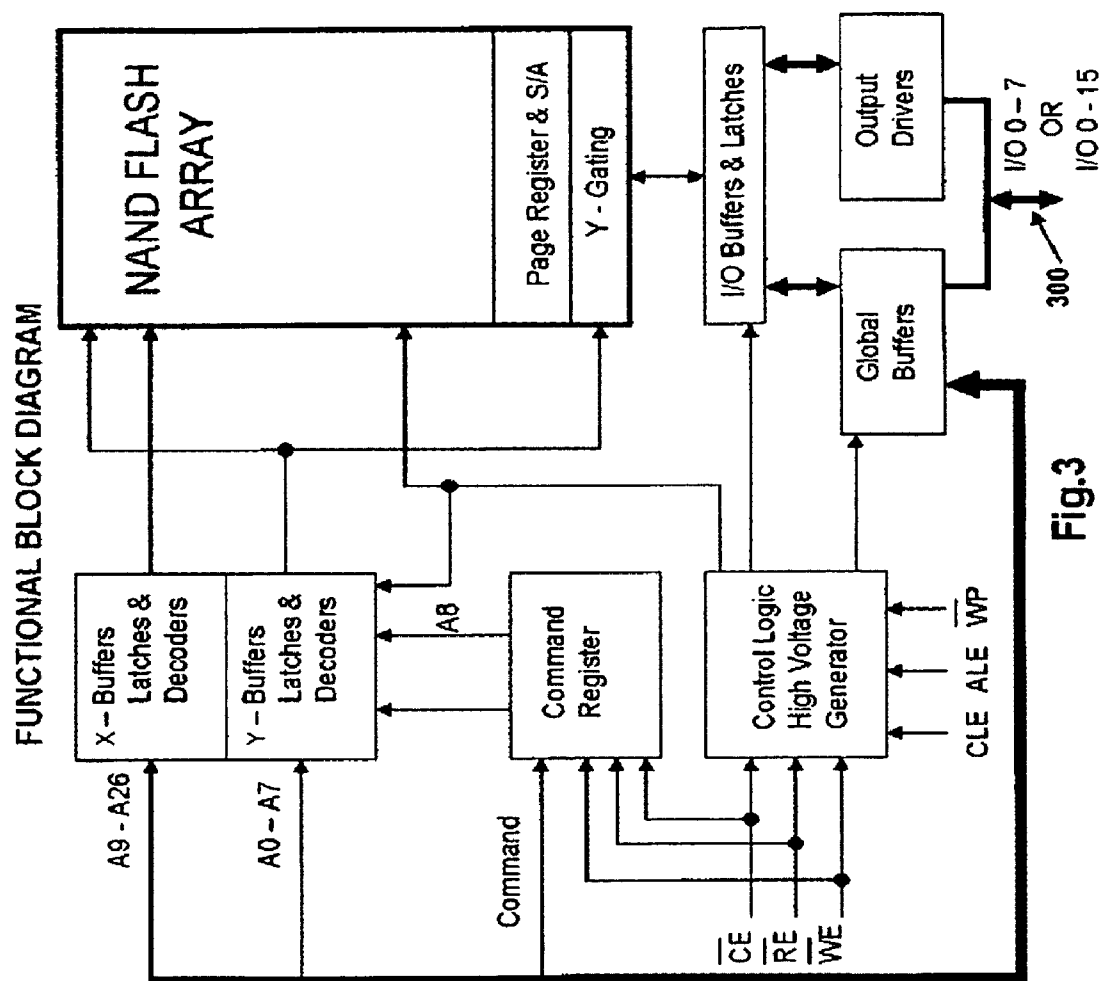 FUNCTIONAL BLOCK DIAGRAM
A9 - A26
X – Buffers
Latches &
Decoders
A0 – A7
Y – Buffers
Latches &
Decoders
NAND FLASH
ARRAY
Page Register & S/A
Y - Gating
A8
Command
Command
Register
I/O Buffers & Latches
CE
RE
WE
Control Logic
High Voltage
Generator
Global
Buffers
Output
Drivers
CLE ALE WP
300
I/O 0 – 7
OR
I/O 0 - 15
Fig.3